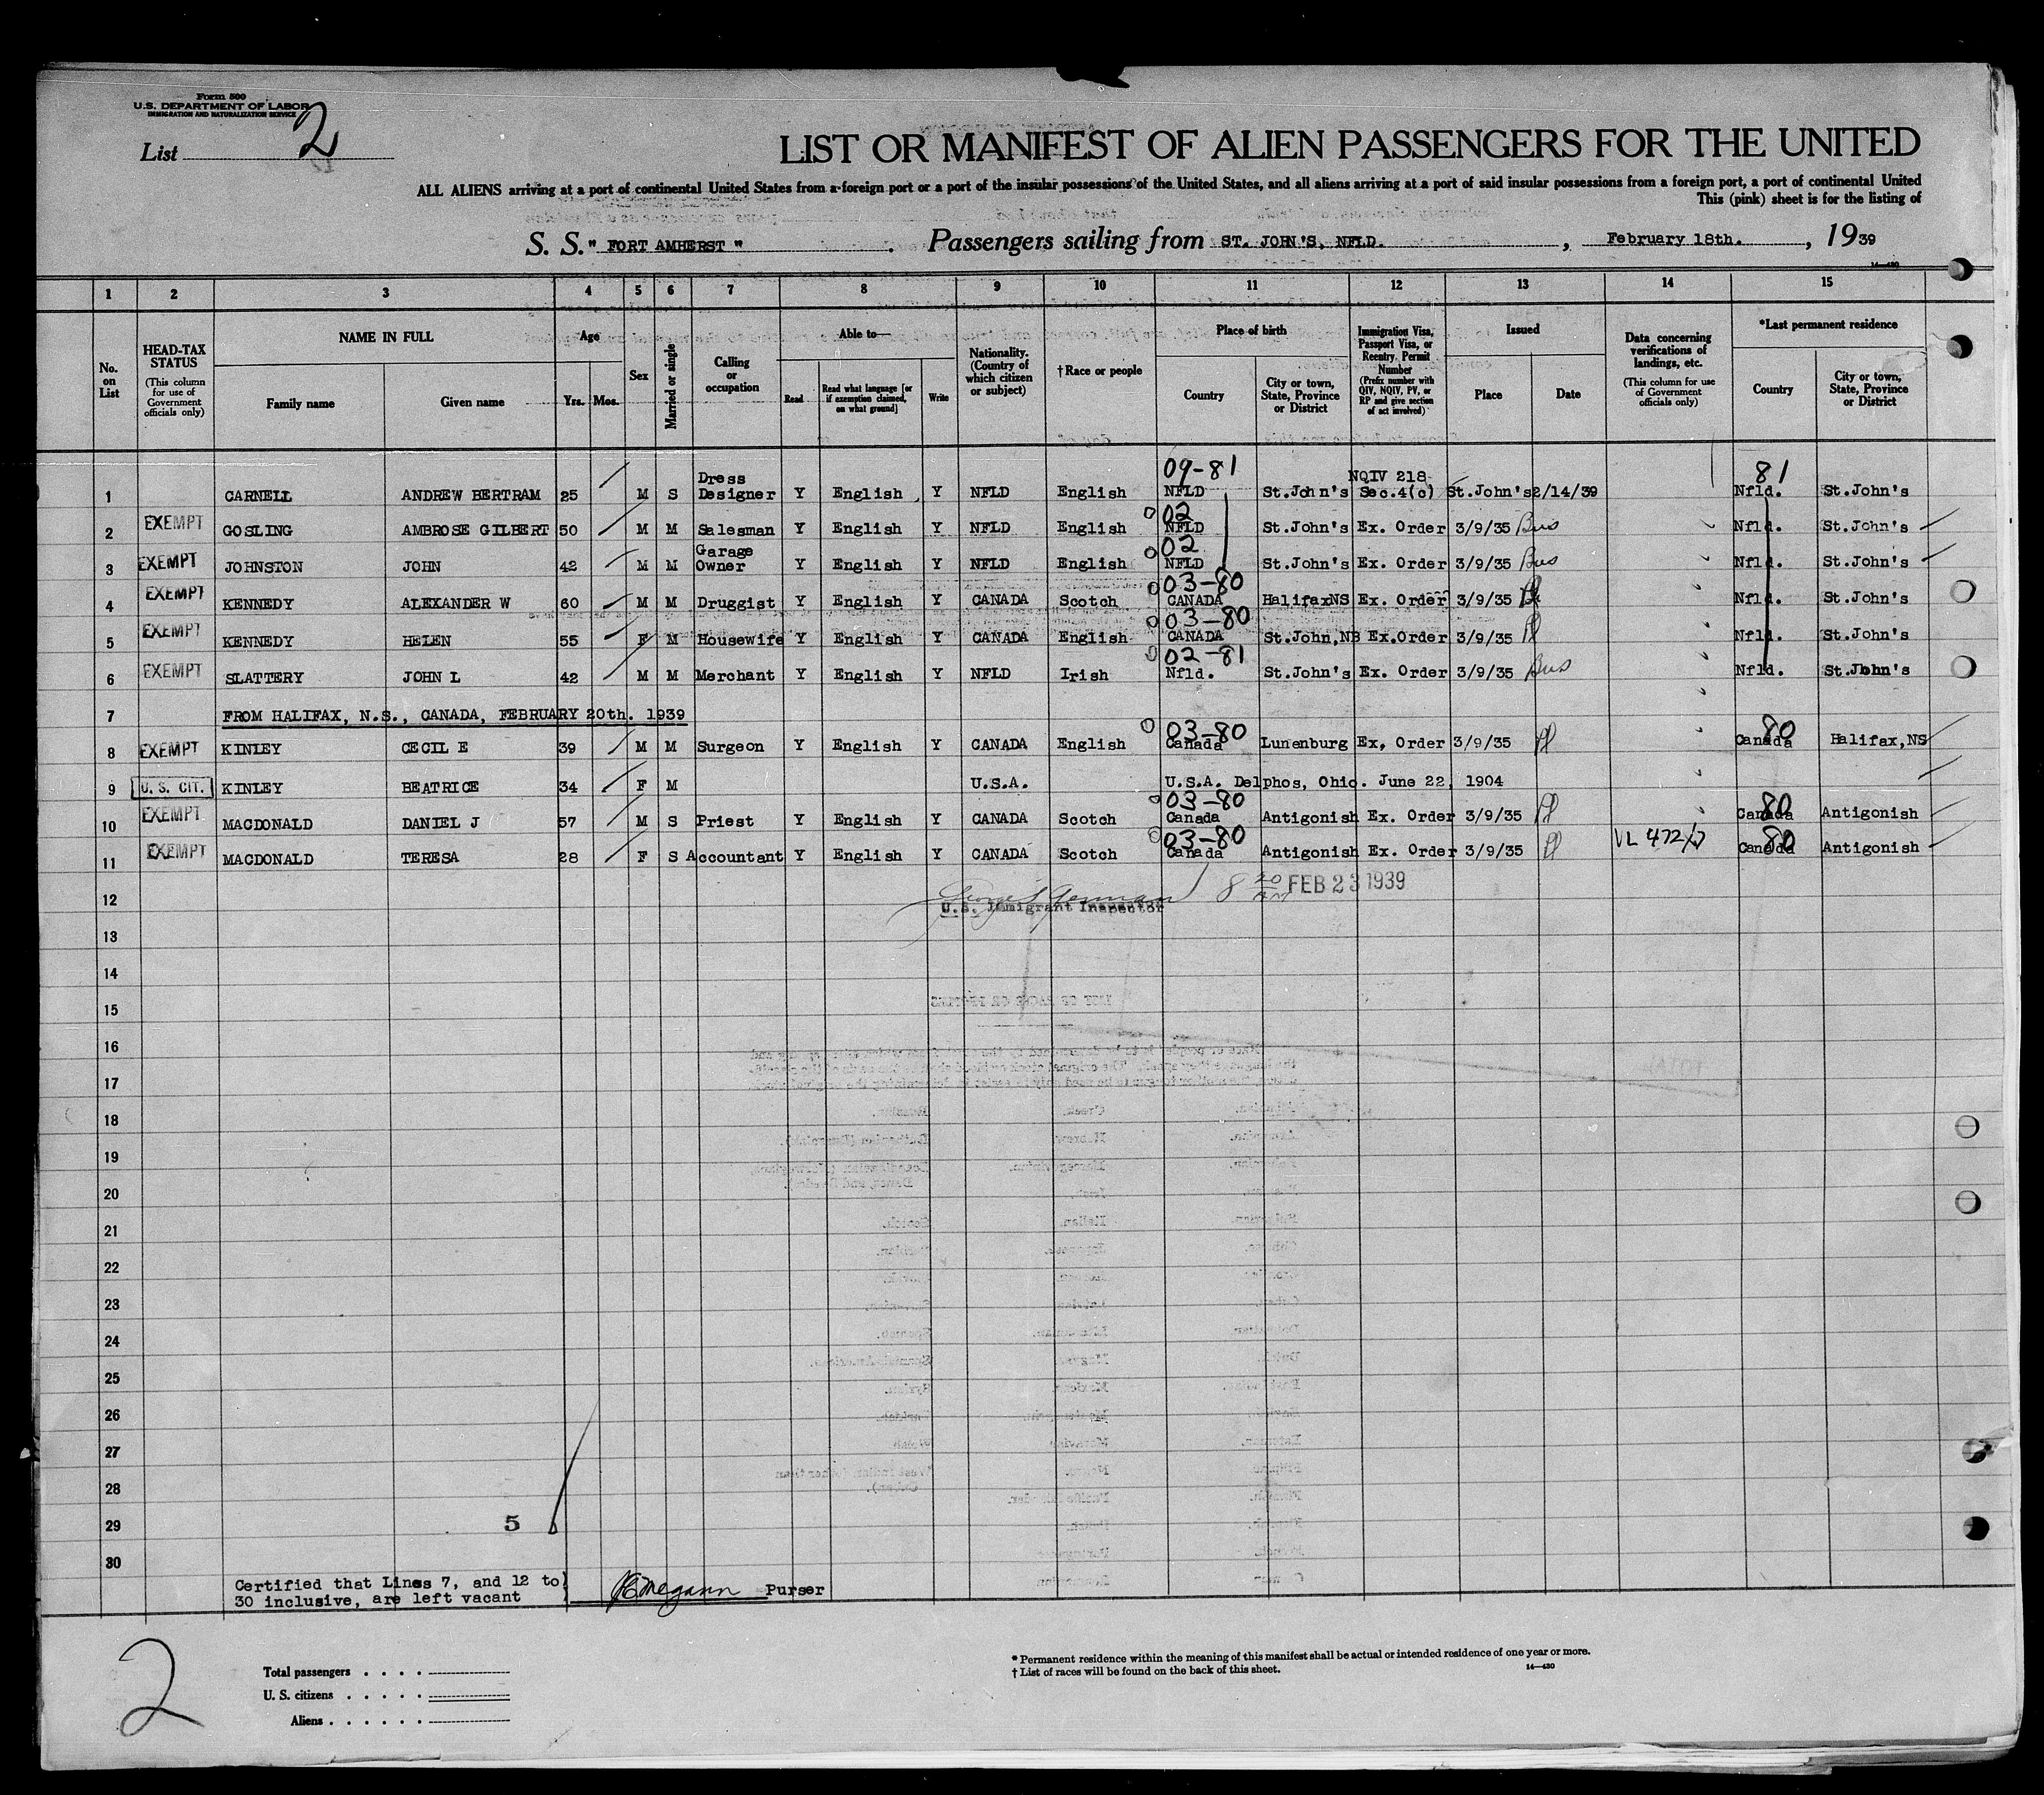 Form 500
U.S. DEPARTMENT OF LABOR
IMMIGRATION AND NATURALIZATION SERVICE
List 2
LIST OR MANIFEST OF ALIEN PASSENGERS FOR THE UNITED
ALL ALIENS arriving at a port of continental United States from a foreign port or a port of the insular possessions of the United States, and all aliens arriving at a port of said insular possessions from a foreign port, a port of continental United
This (pink) sheet is for the listing of
S. S. " FORT AMHERST " . Passengers sailing from ST. JOHN'S, NFLD. , February 18th. , 1939
14—430
1 2 3 4 5 6 7 8 9 10 11 12 13 14 15
No. on List
HEAD-TAX STATUS (This column for use of Government officials only)
NAME IN FULL Family name Given name
Age Yrs. Mos.
Sex
Married or single
Calling or occupation
Able to— Read Read what language [or if exemption claimed, on what ground] Write
Nationality. (Country of which citizen or subject)
†Race or people
Place of birth Country City or town, State, Province or District
Immigration Visa, Passport Visa, or Reentry Permit Number (Prefix number with QIV, NQIV, PV, or RP and give section of act involved)
Issued Place Date
Data concerning verifications of landings, etc. (This column for use of Government officials only)
*Last permanent residence Country City or town, State, Province or District
09-81 NQIV 218 81
1 CARNELL ANDREW BERTRAM 25 M S Dress Designer Y English Y NFLD English NFLD St.John's Sec.4(c) St.John's 2/14/39 Nfld. St.John's
02
2 EXEMPT GOSLING AMBROSE GILBERT 50 M M Salesman Y English Y NFLD English NFLD St.John's Ex. Order 3/9/35 Bus Nfld. St.John's
02
3 EXEMPT JOHNSTON JOHN 42 M M Garage Owner Y English Y NFLD English NFLD St.John's Ex. Order 3/9/35 Bus Nfld. St.John's
03-80
4 EXEMPT KENNEDY ALEXANDER W 60 M M Druggist Y English Y CANADA Scotch CANADA HalifaxNS Ex. Order 3/9/35 Nfld. St.John's
03-80
5 EXEMPT KENNEDY HELEN 55 F M Housewife Y English Y CANADA English CANADA St.John,NB Ex.Order 3/9/35 Pl Nfld. St.John's
02-81
6 EXEMPT SLATTERY JOHN L 42 M M Merchant Y English Y NFLD Irish Nfld. St.John's Ex. Order 3/9/35 Bus Nfld. St.John's
7 FROM HALIFAX, N.S., CANADA, FEBRUARY 20th. 1939
03-80 80
8 EXEMPT KINLEY CECIL E 39 M M Surgeon Y English Y CANADA English Canada Lunenburg Ex, Order 3/9/35 Pl Canada Halifax,NS
9 U. S. CIT. KINLEY BEATRICE 34 F M U.S.A. U.S.A. Delphos, Ohio. June 22, 1904
03-80 80
10 EXEMPT MACDONALD DANIEL J 57 M S Priest Y English Y CANADA Scotch Canada Antigonish Ex. Order 3/9/35 Pl Canada Antigonish
03-80 80
11 EXEMPT MACDONALD TERESA 28 F S Accountant Y English Y CANADA Scotch Canada Antigonish Ex. Order 3/9/35 Pl Canada Antigonish
12 8 20 AM FEB 23 1939
U.S. Immigrant Inspector
13
14
15
16
17
18
19
20
21
22
23
24
25
26
27
28
29 5
30
Certified that Lines 7, and 12 to
30 inclusive, are left vacant
Purser
2
Total passengers . . . .
U. S. citizens . . . . .
Aliens . . . . . .
* Permanent residence within the meaning of this manifest shall be actual or intended residence of one year or more.
† List of races will be found on the back of this sheet.
14—430